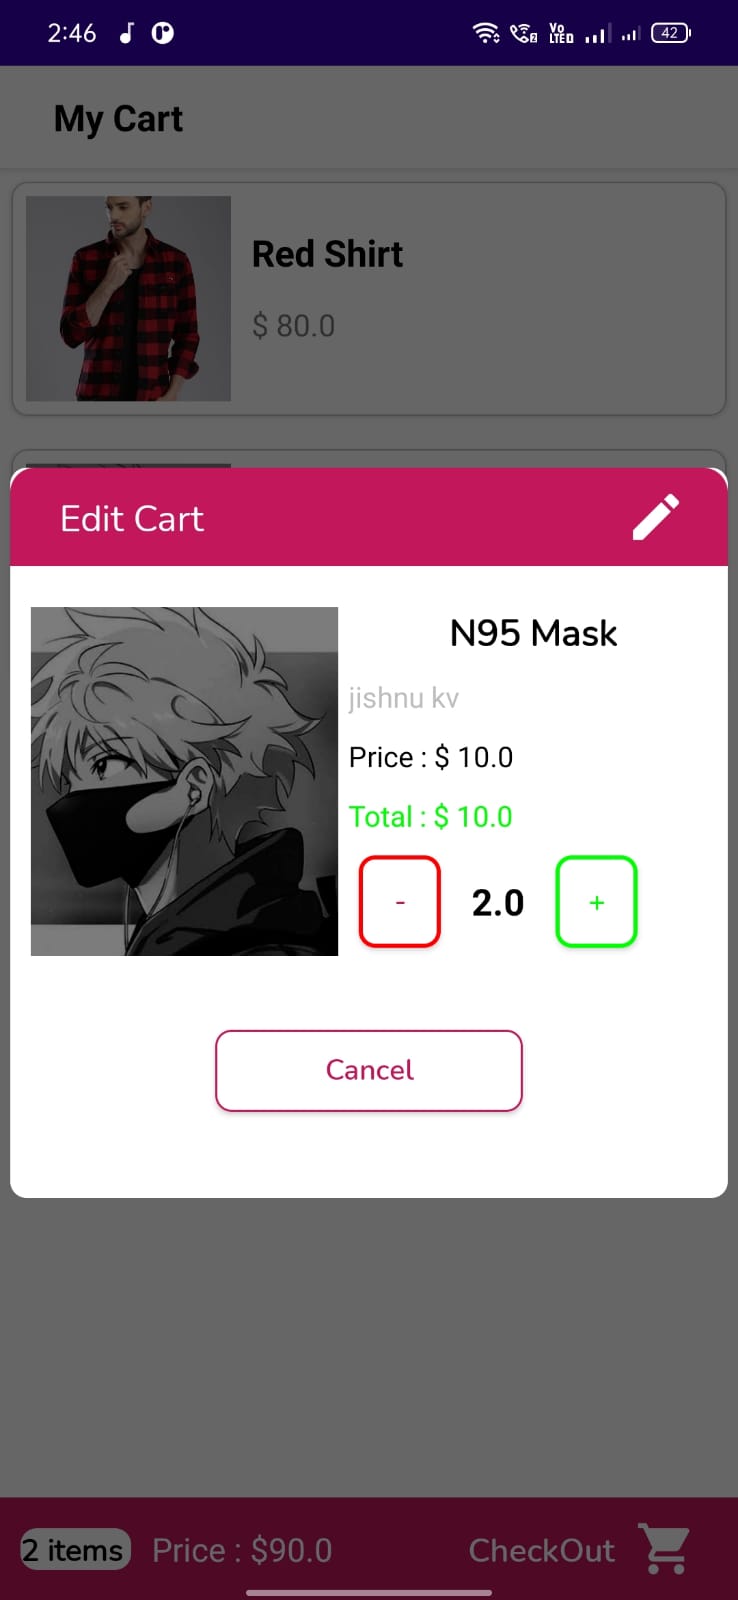 2:46
Vo
LTED
42
My Cart
Red Shirt
$ 80.0
Edit Cart
N95 Mask
jishnu kv
Price : $ 10.0
Total : $ 10.0
- 2.0 +
Cancel
2 items Price : $90.0 CheckOut